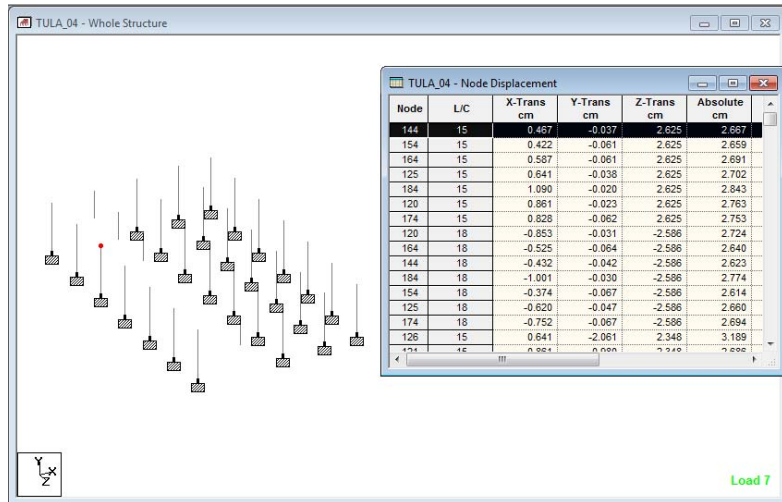 TULA_04 - Whole Structure
TULA_04 - Node Displacement
Node L/C X-Trans cm Y-Trans cm Z-Trans cm Absolute cm
144 15 0.467 -0.037 2.625 2.667
154 15 0.422 -0.061 2.625 2.659
164 15 0.587 -0.061 2.625 2.691
125 15 0.641 -0.038 2.625 2.702
184 15 1.090 -0.020 2.625 2.843
120 15 0.861 -0.023 2.625 2.763
174 15 0.828 -0.062 2.625 2.753
120 18 -0.853 -0.031 -2.586 2.724
164 18 -0.525 -0.064 -2.586 2.640
144 18 -0.432 -0.042 -2.586 2.623
184 18 -1.001 -0.030 -2.586 2.774
154 18 -0.374 -0.067 -2.586 2.614
125 18 -0.620 -0.047 -2.586 2.660
174 18 -0.752 -0.067 -2.586 2.694
126 15 0.641 -2.061 2.348 3.189
Y
X
Z
Load 7